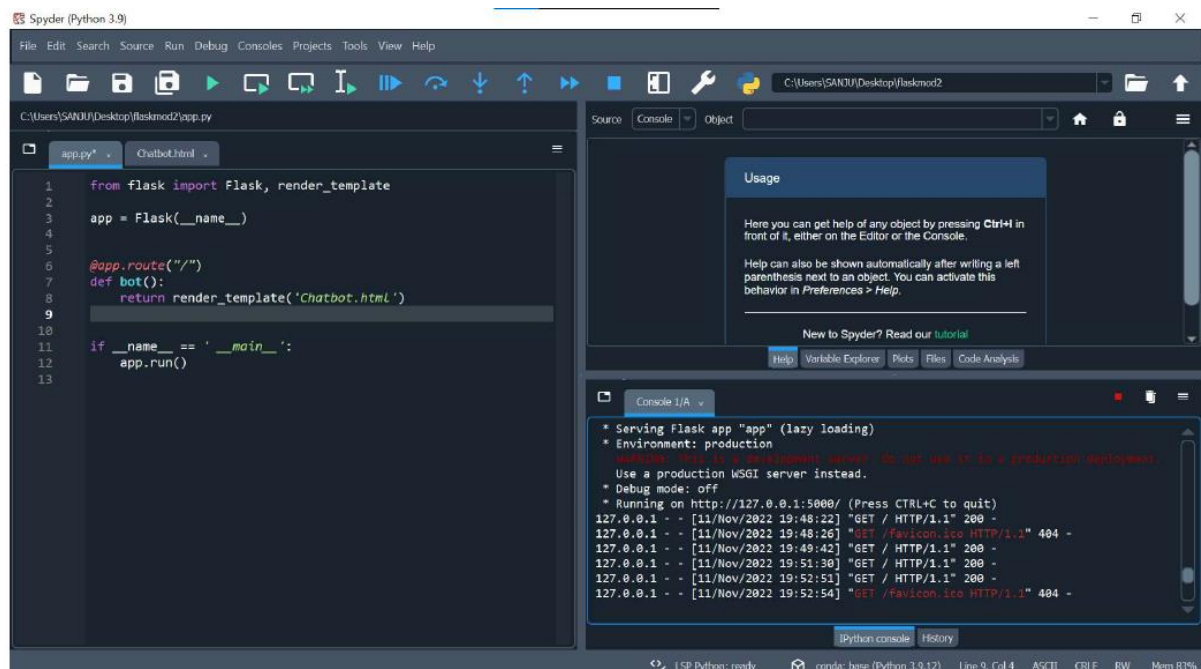 Spyder (Python 3.9)
File Edit Search Source Run Debug Consoles Projects Tools View Help
C:\Users\SANJU\Desktop\flaskmod2
C:\Users\SANJU\Desktop\flaskmod2\app.py
app.py*
Chatbot.html
1 from flask import Flask, render_template
2
3 app = Flask(__name__)
4
5
6 @app.route("/")
7 def bot():
8 return render_template('Chatbot.html')
9
10
11 if __name__ == ' __main__':
12 app.run()
13
Source Console Object
Usage
Here you can get help of any object by pressing Ctrl+I in
front of it, either on the Editor or the Console.
Help can also be shown automatically after writing a left
parenthesis next to an object. You can activate this
behavior in Preferences > Help.
New to Spyder? Read our tutorial
Help Variable Explorer Plots Files Code Analysis
Console 1/A
* Serving Flask app "app" (lazy loading)
* Environment: production
WARNING: This is a development server. Do not use it in a production deployment.
Use a production WSGI server instead.
* Debug mode: off
* Running on http://127.0.0.1:5000/ (Press CTRL+C to quit)
127.0.0.1 - - [11/Nov/2022 19:48:22] "GET / HTTP/1.1" 200 -
127.0.0.1 - - [11/Nov/2022 19:48:26] "GET /favicon.ico HTTP/1.1" 404 -
127.0.0.1 - - [11/Nov/2022 19:49:42] "GET / HTTP/1.1" 200 -
127.0.0.1 - - [11/Nov/2022 19:51:30] "GET / HTTP/1.1" 200 -
127.0.0.1 - - [11/Nov/2022 19:52:51] "GET / HTTP/1.1" 200 -
127.0.0.1 - - [11/Nov/2022 19:52:54] "GET /favicon.ico HTTP/1.1" 404 -
IPython console History
LSP Python: ready conda: base (Python 3.9.12) Line 9, Col 4 ASCII CRLF RW Mem 83%